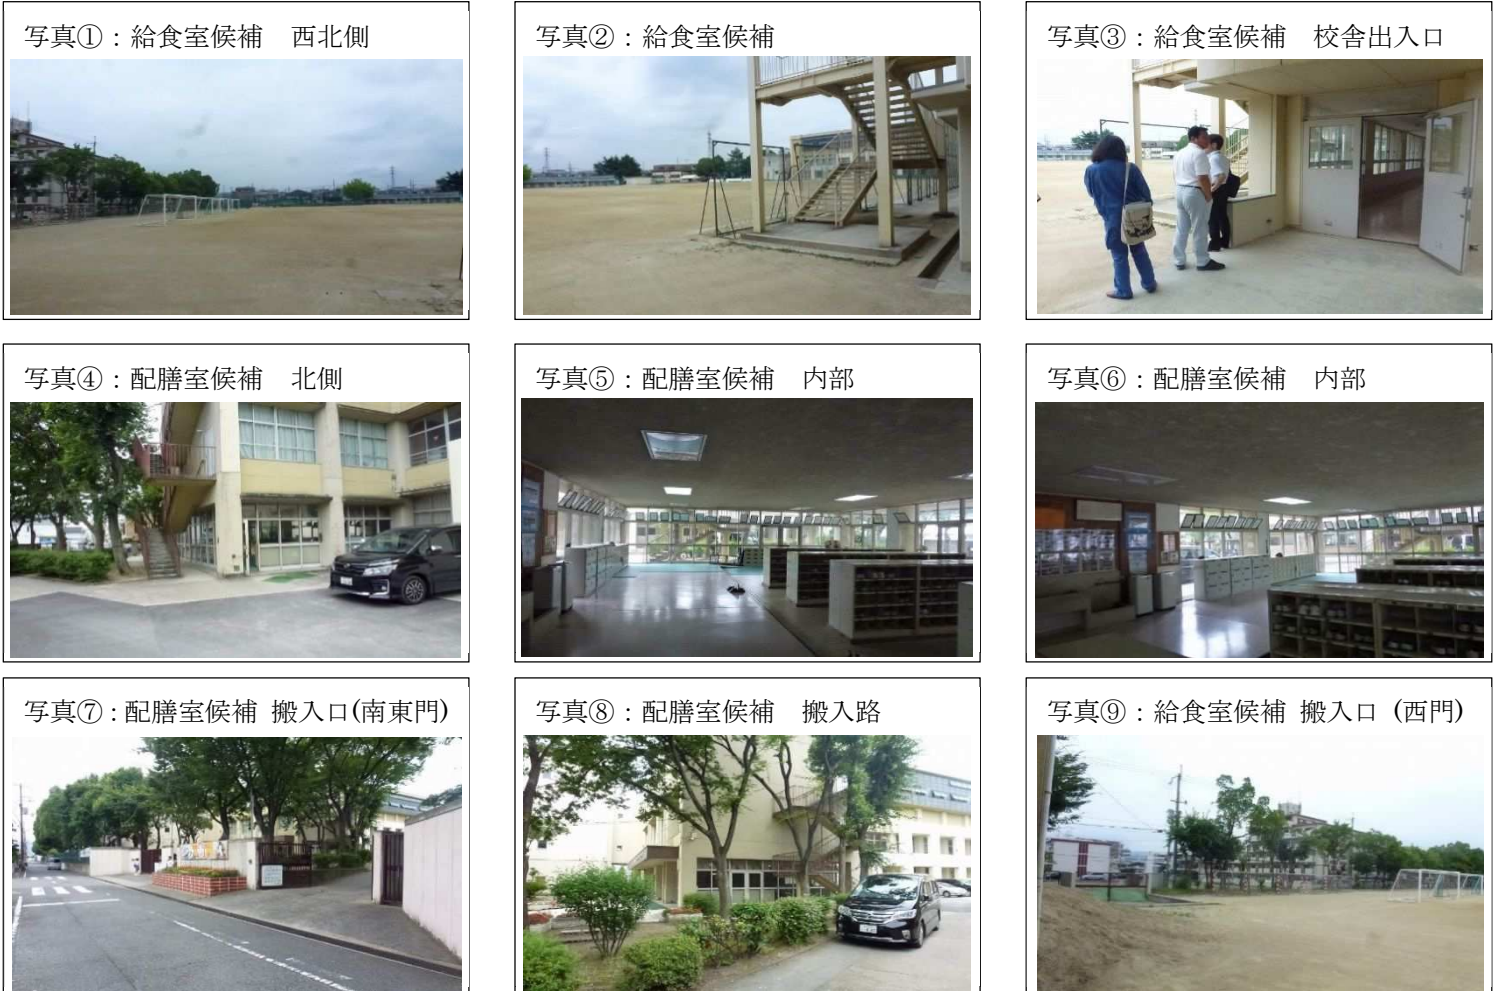 写真①：給食室候補　西北側
写真②：給食室候補
写真③：給食室候補　校舎出入口
写真④：配膳室候補　北側
写真⑤：配膳室候補　内部
写真⑥：配膳室候補　内部
写真⑦：配膳室候補 搬入口(南東門)
写真⑧：配膳室候補　搬入路
写真⑨：給食室候補 搬入口 (西門)